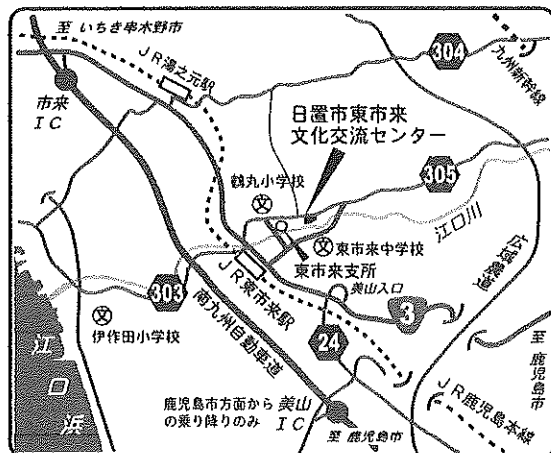 至 いちき串木野市
JR湯之元駅
304
九州新幹線
市来
IC
日置市東市来
文化交流センター
鶴丸小学校
文
305
江口川
文
東市来中学校
東市来支所
広域農道
JR東市来駅
美山入口
303
文
伊作田小学校
南九州自動車道
3
24
至
鹿児島市
江口浜
鹿児島市方面から
の乗り降りのみ
美山
IC
至 鹿児島市
JR鹿児島本線